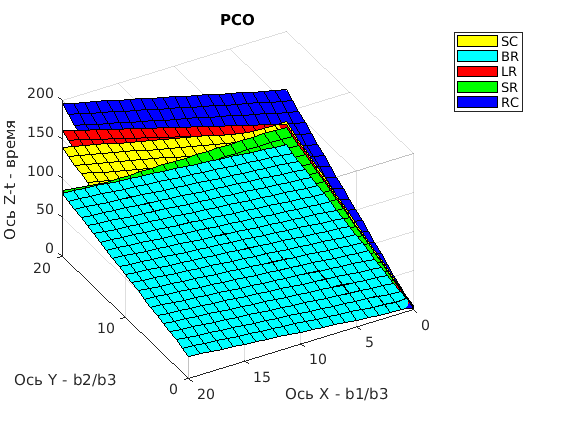 РСО
SC
BR
LR
SR
RC
Ось Z-t - время
200
150
100
50
0
20
10
0
20
15
10
5
0
Ось Y - b2/b3
Ось X - b1/b3